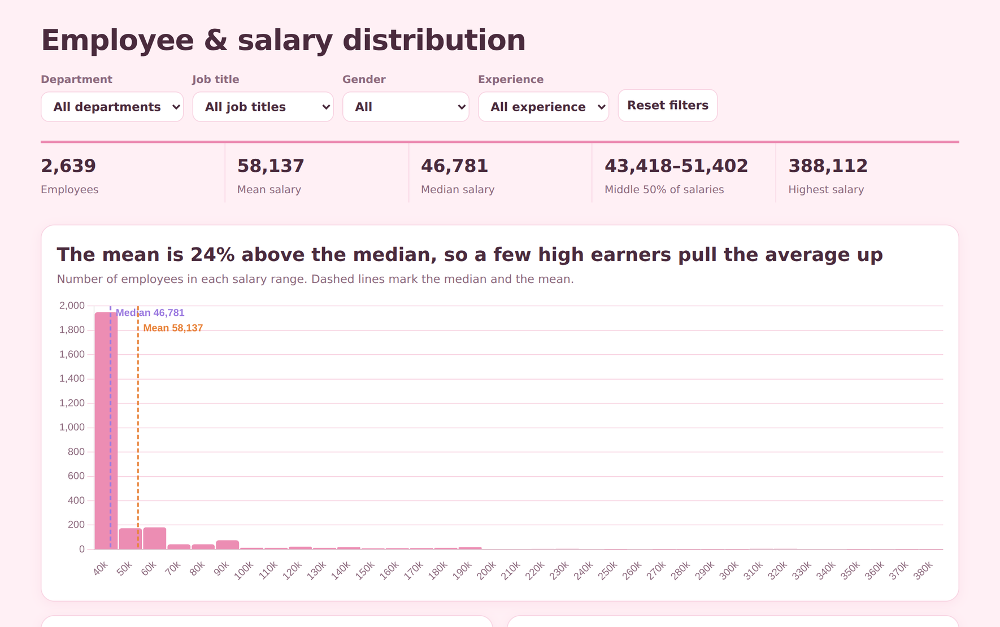 Employee & salary distribution
Department Job title Gender Experience
All departments All job titles All All experience Reset filters
2,639 58,137 46,781 43,418–51,402 388,112
Employees Mean salary Median salary Middle 50% of salaries Highest salary
The mean is 24% above the median, so a few high earners pull the average up
Number of employees in each salary range. Dashed lines mark the median and the mean.
2,000
Median 46,781
Mean 58,137
1,800
1,600
1,400
1,200
1,000
800
600
400
200
0
40k 50k 60k 70k 80k 90k 100k 110k 120k 130k 140k 150k 160k 170k 180k 190k 200k 210k 220k 230k 240k 250k 260k 270k 280k 290k 300k 310k 320k 330k 340k 350k 360k 370k 380k